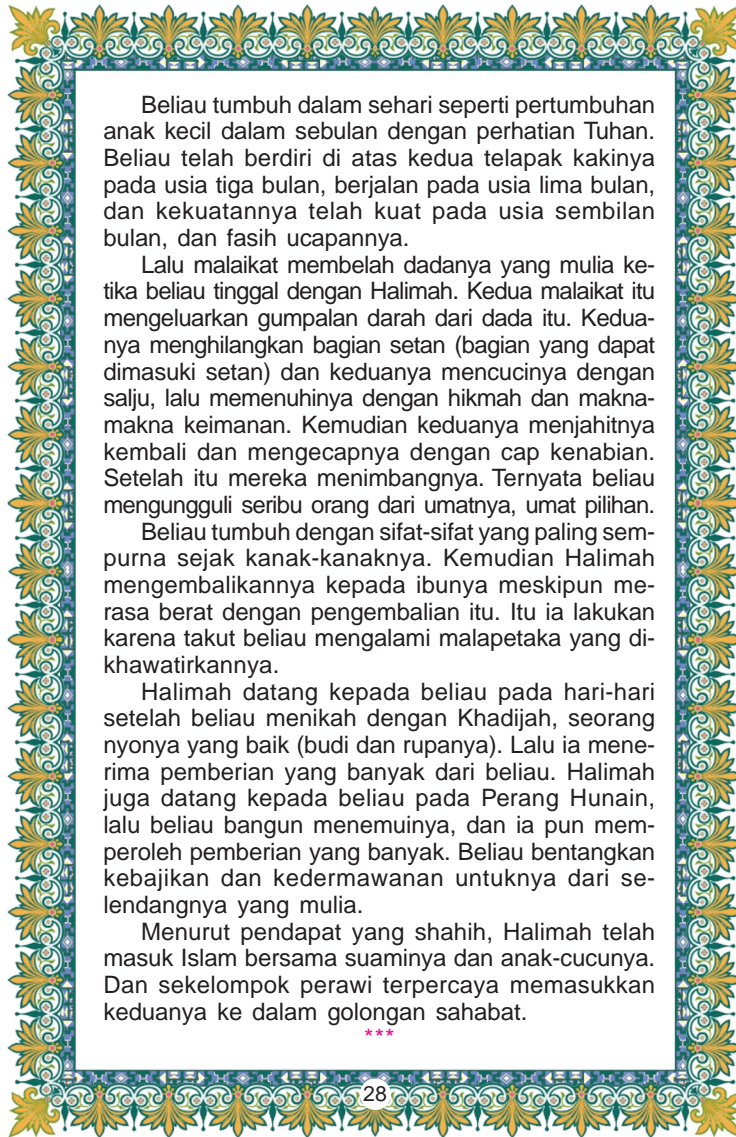 Beliau tumbuh dalam sehari seperti pertumbuhan
anak kecil dalam sebulan dengan perhatian Tuhan.
Beliau telah berdiri di atas kedua telapak kakinya
pada usia tiga bulan, berjalan pada usia lima bulan,
dan kekuatannya telah kuat pada usia sembilan
bulan, dan fasih ucapannya.
Lalu malaikat membelah dadanya yang mulia ke-
tika beliau tinggal dengan Halimah. Kedua malaikat itu
mengeluarkan gumpalan darah dari dada itu. Kedua-
nya menghilangkan bagian setan (bagian yang dapat
dimasuki setan) dan keduanya mencucinya dengan
salju, lalu memenuhinya dengan hikmah dan makna-
makna keimanan. Kemudian keduanya menjahitnya
kembali dan mengecapnya dengan cap kenabian.
Setelah itu mereka menimbangnya. Ternyata beliau
mengungguli seribu orang dari umatnya, umat pilihan.
Beliau tumbuh dengan sifat-sifat yang paling sem-
purna sejak kanak-kanaknya. Kemudian Halimah
mengembalikannya kepada ibunya meskipun me-
rasa berat dengan pengembalian itu. Itu ia lakukan
karena takut beliau mengalami malapetaka yang di-
khawatirkannya.
Halimah datang kepada beliau pada hari-hari
setelah beliau menikah dengan Khadijah, seorang
nyonya yang baik (budi dan rupanya). Lalu ia mene-
rima pemberian yang banyak dari beliau. Halimah
juga datang kepada beliau pada Perang Hunain,
lalu beliau bangun menemuinya, dan ia pun mem-
peroleh pemberian yang banyak. Beliau bentangkan
kebajikan dan kedermawanan untuknya dari se-
lendangnya yang mulia.
Menurut pendapat yang shahih, Halimah telah
masuk Islam bersama suaminya dan anak-cucunya.
Dan sekelompok perawi terpercaya memasukkan
keduanya ke dalam golongan sahabat.
***
28